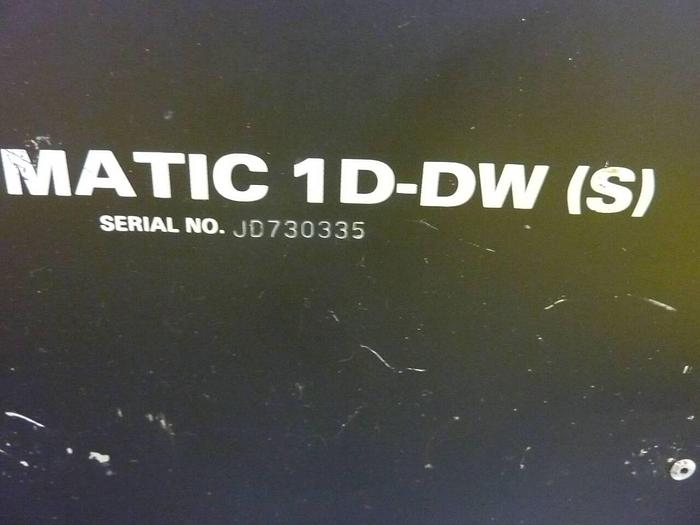 MATIC 1D-DW (S)
SERIAL NO. JD730335